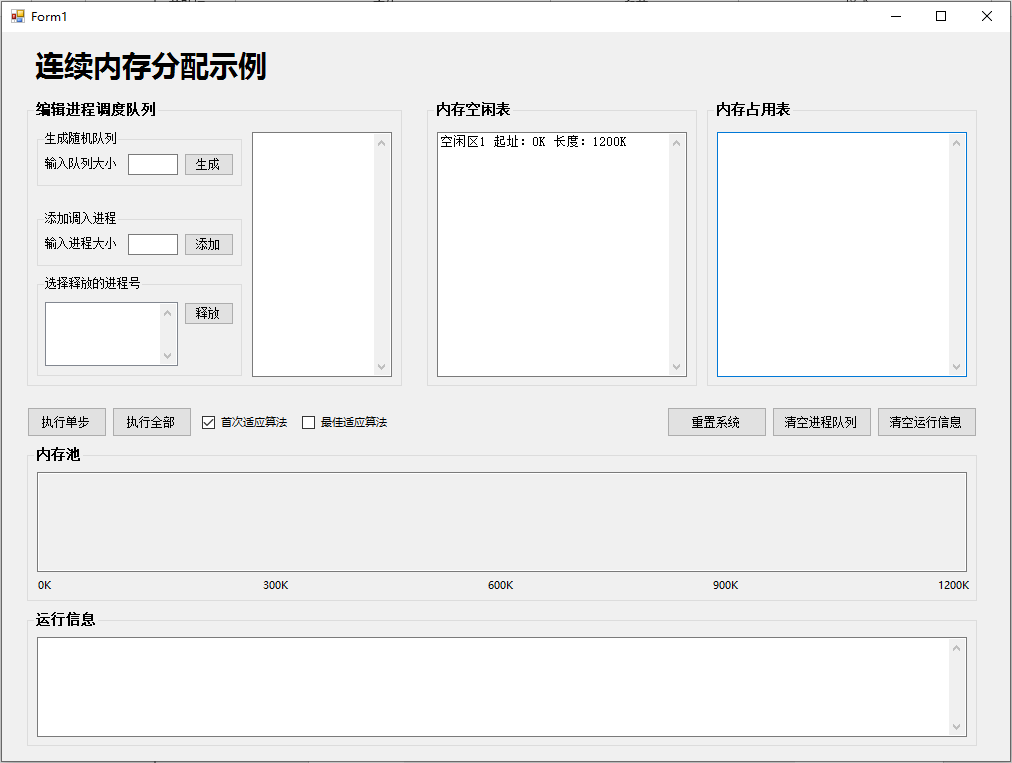 Form1
连续内存分配示例
编辑进程调度队列
生成随机队列
输入队列大小 生成
添加调入进程
输入进程大小 添加
选择释放的进程号
释放
内存空闲表
空闲区1 起址: 0K 长度: 1200K
内存占用表
执行单步 执行全部 首次适应算法 最佳适应算法 重置系统 清空进程队列 清空运行信息
内存池
0K 300K 600K 900K 1200K
运行信息